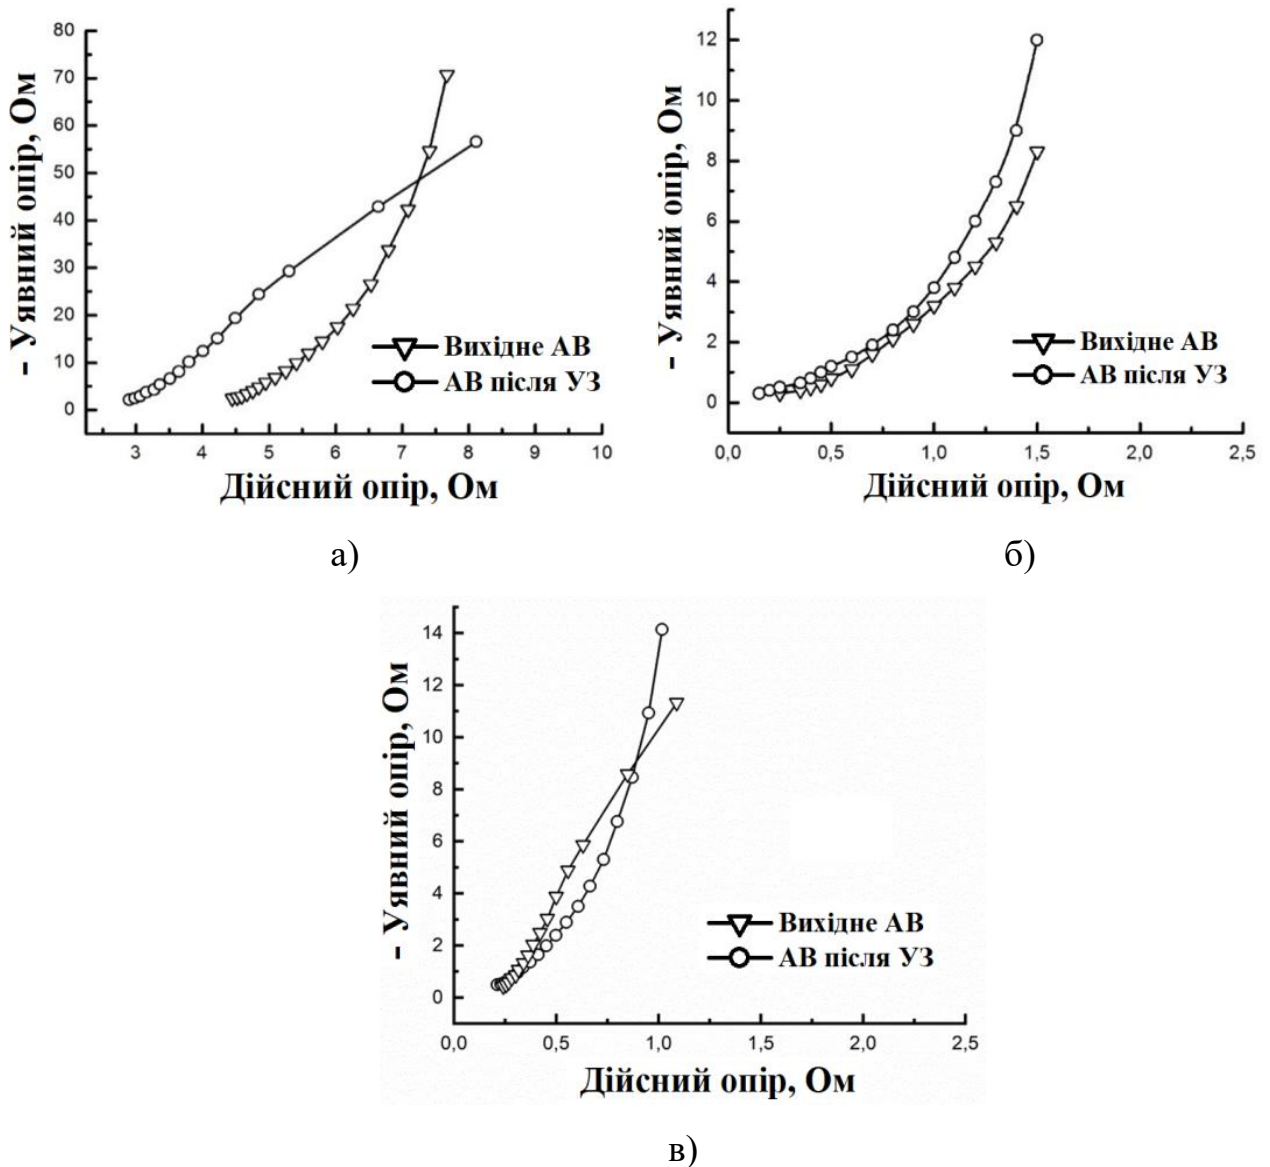 80
70
60
50
40
30
20
10
0
- Уявний опір, Ом
Вихідне АВ
АВ після УЗ
3 4 5 6 7 8 9 10
Дійсний опір, Ом
а)
12
10
8
6
4
2
0
- Уявний опір, Ом
Вихідне АВ
АВ після УЗ
0,0 0,5 1,0 1,5 2,0 2,5
Дійсний опір, Ом
б)
14
12
10
8
6
4
2
0
- Уявний опір, Ом
Вихідне АВ
АВ після УЗ
0,0 0,5 1,0 1,5 2,0 2,5
Дійсний опір, Ом
в)